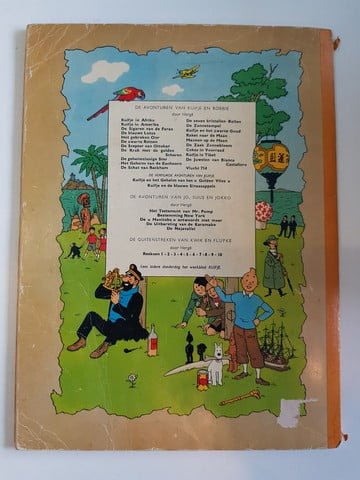 DE AVONTUREN VAN KUIFJE EN BOBBIE
door Hergé
Kuifje in Afrika
Kuifje in Amerika
De Sigaren van de Farao
De blauwe Lotus
Het gebroken Oor
De zwarte Rotsen
De Scepter van Ottokar
De Krab met de gulden Scharen
De geheimzinnige Ster
Het Geheim van de Eenhoorn
De Schat van Rackham
De zeven kristallen Bollen
De Zonnetempel
Kuifje en het zwarte Goud
Raket naar de Maan
Mannen op de Maan
De Zaak Zonnebloem
Cokes in Voorraad
Kuifje in Tibet
De Juwelen van Bianca Castafiore
Vlucht 714
DE VERFILMDE AVONTUREN VAN KUIFJE
Kuifje en het Geheim van het « Gulden Vlies »
Kuifje en de blauwe Sinaasappels
DE AVONTUREN VAN JO, SUUS EN JOKKO
door Hergé
Het Testament van Mr. Pump
Bestemming New York
De « Manitoba » antwoordt niet meer
De Uitbarsting van de Karamako
De Nejervallei
DE GUITENSTREKEN VAN KWIK EN FLUPKE
door Hergé
Reeksen 1 - 2 - 3 - 4 - 5 - 6 - 7 - 8 - 9 - 10
Lees iedere donderdag het weekblad KUIFJE